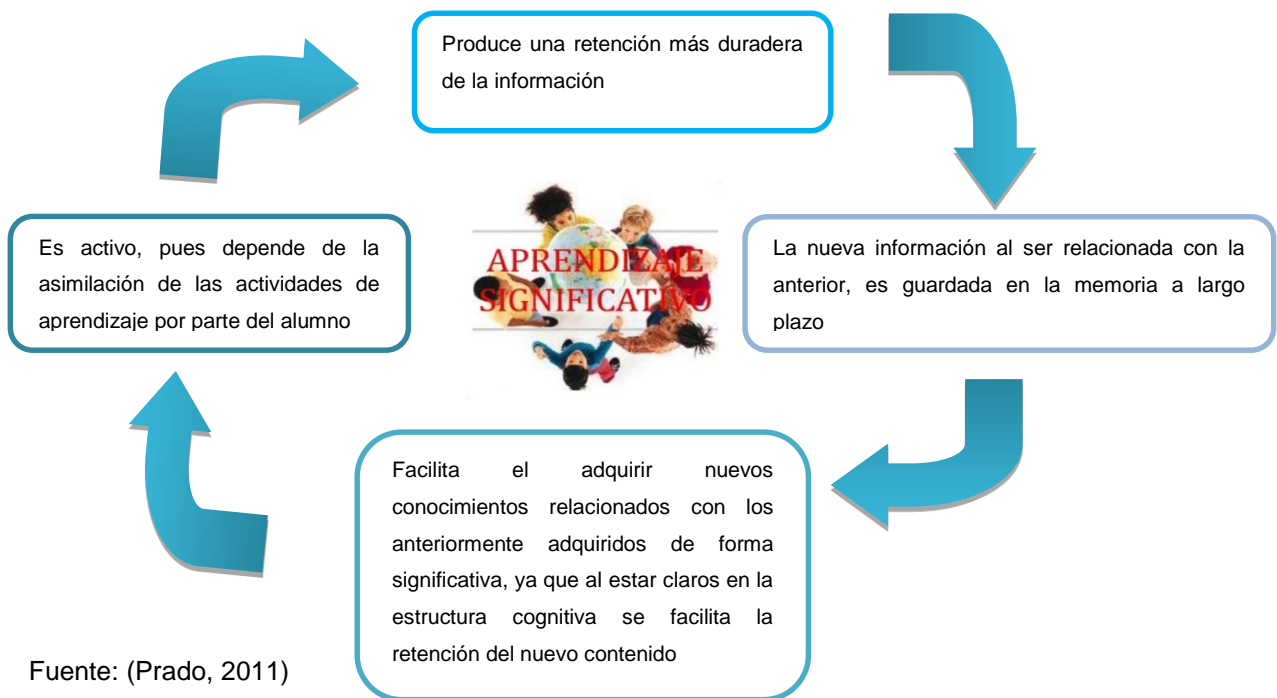 Produce una retención más duradera
de la información
Es activo, pues depende de la
asimilación de las actividades de
aprendizaje por parte del alumno
APRENDIZAJE
SIGNIFICATIVO
La nueva información al ser relacionada con la
anterior, es guardada en la memoria a largo
plazo
Facilita el adquirir nuevos
conocimientos relacionados con los
anteriormente adquiridos de forma
significativa, ya que al estar claros en la
estructura cognitiva se facilita la
retención del nuevo contenido
Fuente: (Prado, 2011)